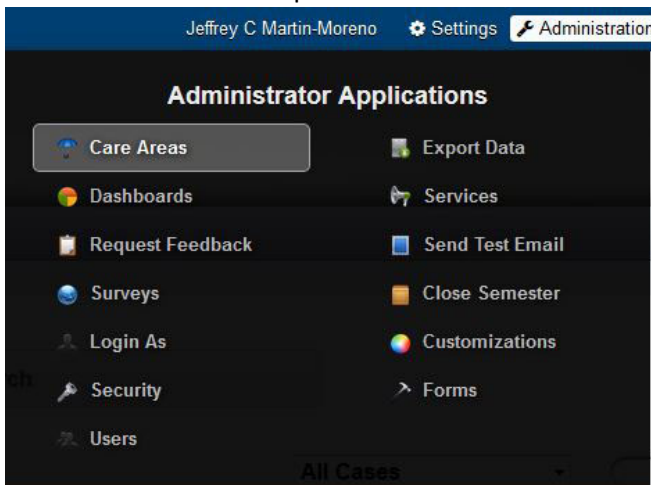 Jeffrey C Martin-Moreno Settings Administration
Administrator Applications
Care Areas Export Data
Dashboards Services
Request Feedback Send Test Email
Surveys Close Semester
Login As Customizations
Security Forms
Users
All Cases